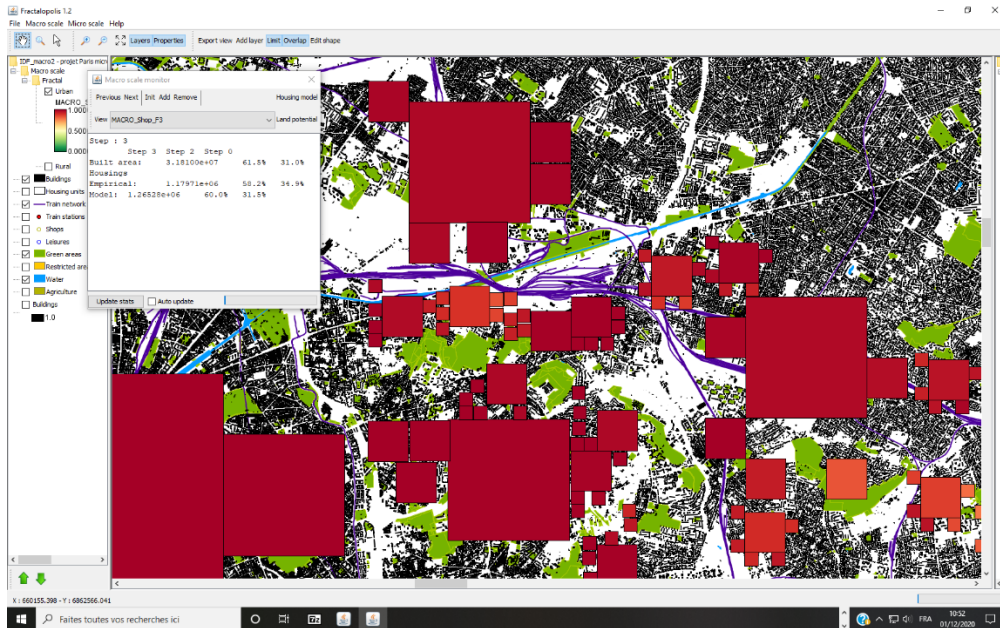 Fractalopolis 1.2
File Macro scale Micro scale Help
Layers Properties Export view Add layer Limit Overlap Edit shape
IDF_macro2 - projet Paris micr
Macro scale
Fractal
Urban
MACRO_S
1.000
0.500
0.000
Rural
Buildings
Housing units
Train network
Train stations
Shops
Leisures
Green areas
Restricted area
Water
Agriculture
Buildings
1.0
Macro scale monitor
Previous Next Init Add Remove Housing model
View MACRO_Shop_F3 Land potential
Step : 3
Step 3 Step 2 Step 0
Built area: 3.18100e+07 61.5% 31.0%
Housings
Empirical: 1.17971e+06 58.2% 34.9%
Model: 1.26528e+06 60.0% 31.5%
Update stats Auto update
X : 660155.398 - Y : 6862566.041
Faites toutes vos recherches ici
FRA
10:52
01/12/2020